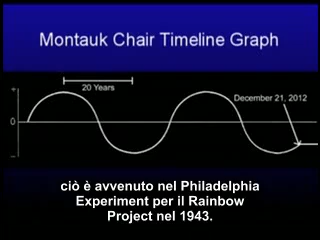 Montauk Chair Timeline Graph
20 Years
December 21, 2012
+
0
–
ciò è avvenuto nel Philadelphia
Experiment per il Rainbow
Project nel 1943.